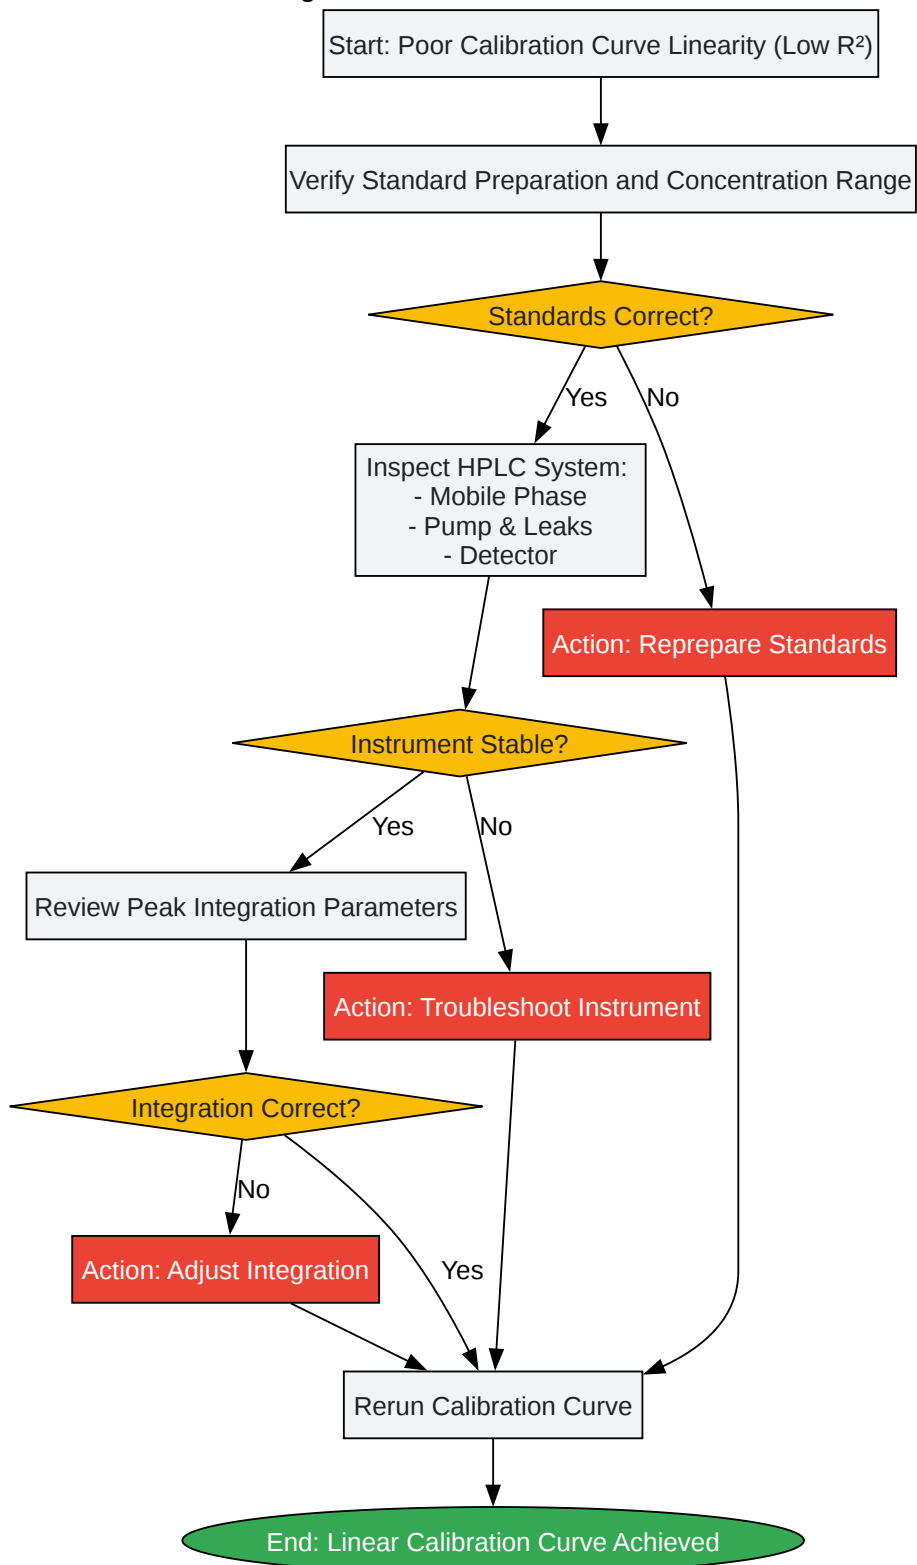 Start: Poor Calibration Curve Linearity (Low R²)
Verify Standard Preparation and Concentration Range
Standards Correct?
Yes
No
Inspect HPLC System:
- Mobile Phase
- Pump & Leaks
- Detector
Action: Reprepare Standards
Instrument Stable?
Yes
No
Review Peak Integration Parameters
Action: Troubleshoot Instrument
Integration Correct?
No
Yes
Action: Adjust Integration
Rerun Calibration Curve
End: Linear Calibration Curve Achieved